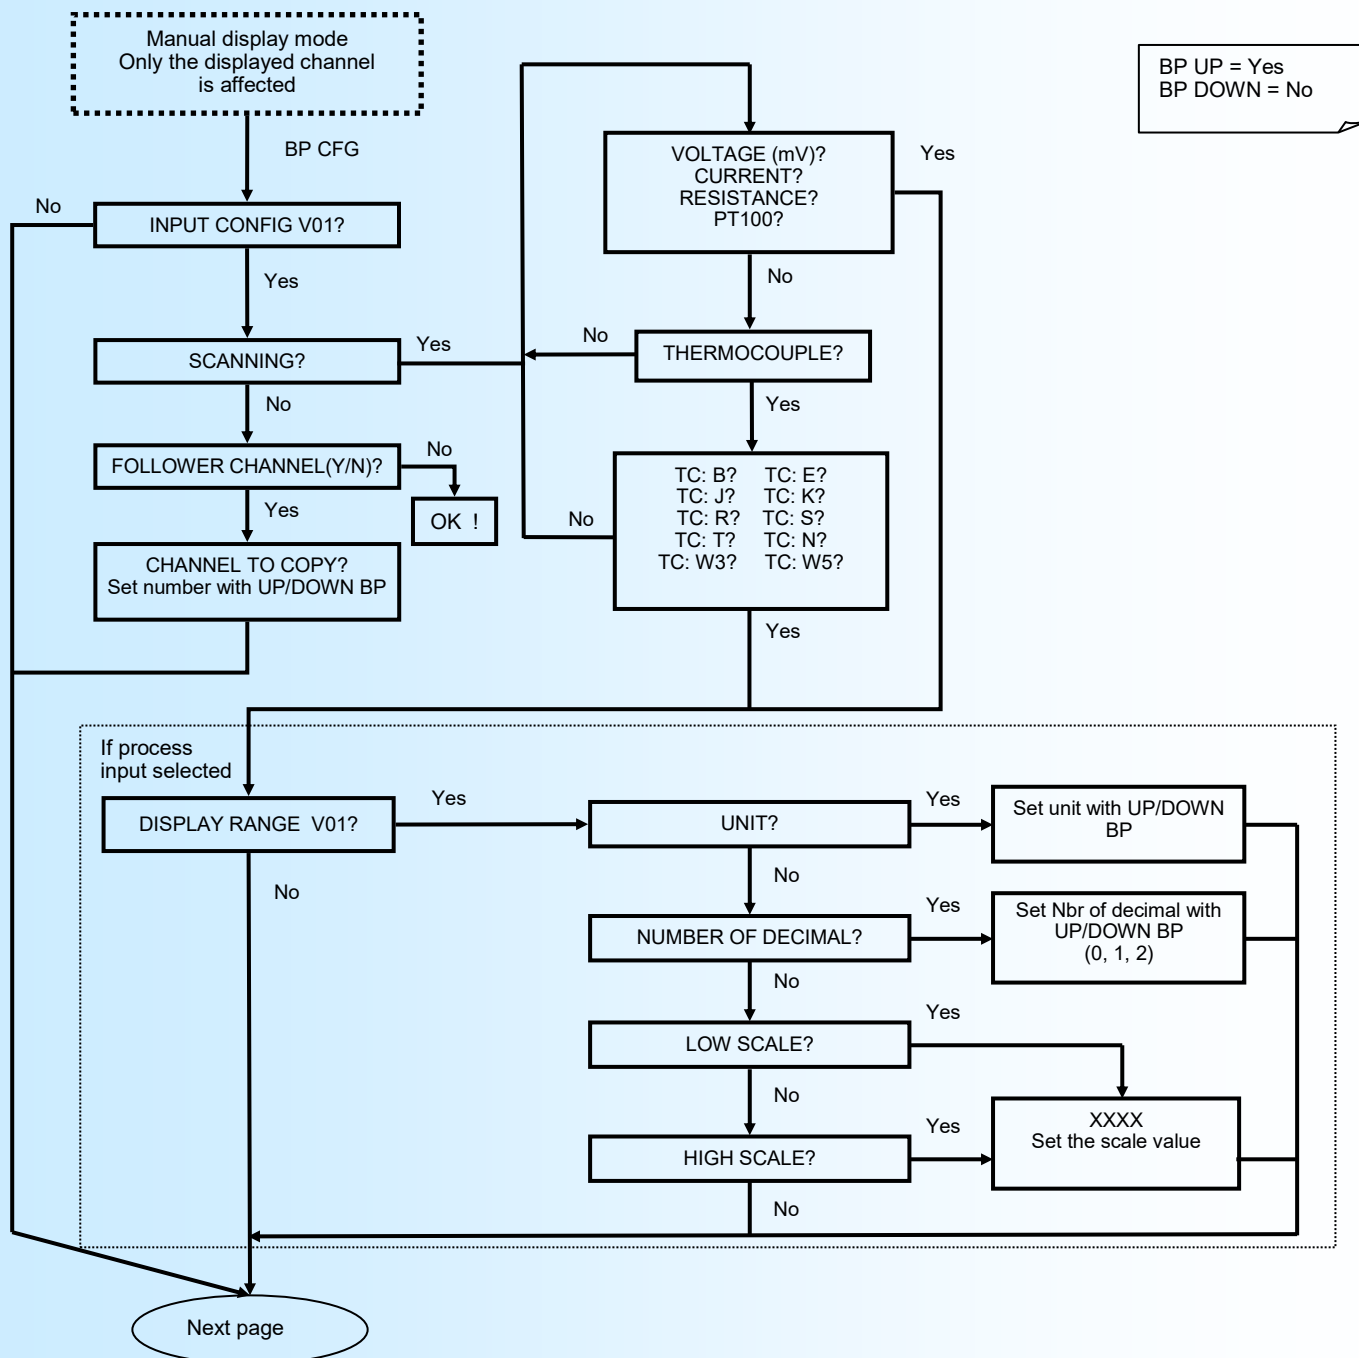 Manual display mode
Only the displayed channel
is affected
BP UP = Yes
BP DOWN = No
BP CFG
No
INPUT CONFIG V01?
Yes
SCANNING?
Yes
No
FOLLOWER CHANNEL(Y/N)?
No
OK !
Yes
CHANNEL TO COPY?
Set number with UP/DOWN BP
VOLTAGE (mV)?
CURRENT?
RESISTANCE?
PT100?
Yes
No
THERMOCOUPLE?
No
Yes
TC: B? TC: E?
TC: J? TC: K?
TC: R? TC: S?
TC: T? TC: N?
TC: W3? TC: W5?
No
Yes
If process
input selected
DISPLAY RANGE V01?
Yes
No
UNIT?
Yes
Set unit with UP/DOWN
BP
No
NUMBER OF DECIMAL?
Yes
Set Nbr of decimal with
UP/DOWN BP
(0, 1, 2)
No
LOW SCALE?
Yes
No
HIGH SCALE?
Yes
XXXX
Set the scale value
No
Next page